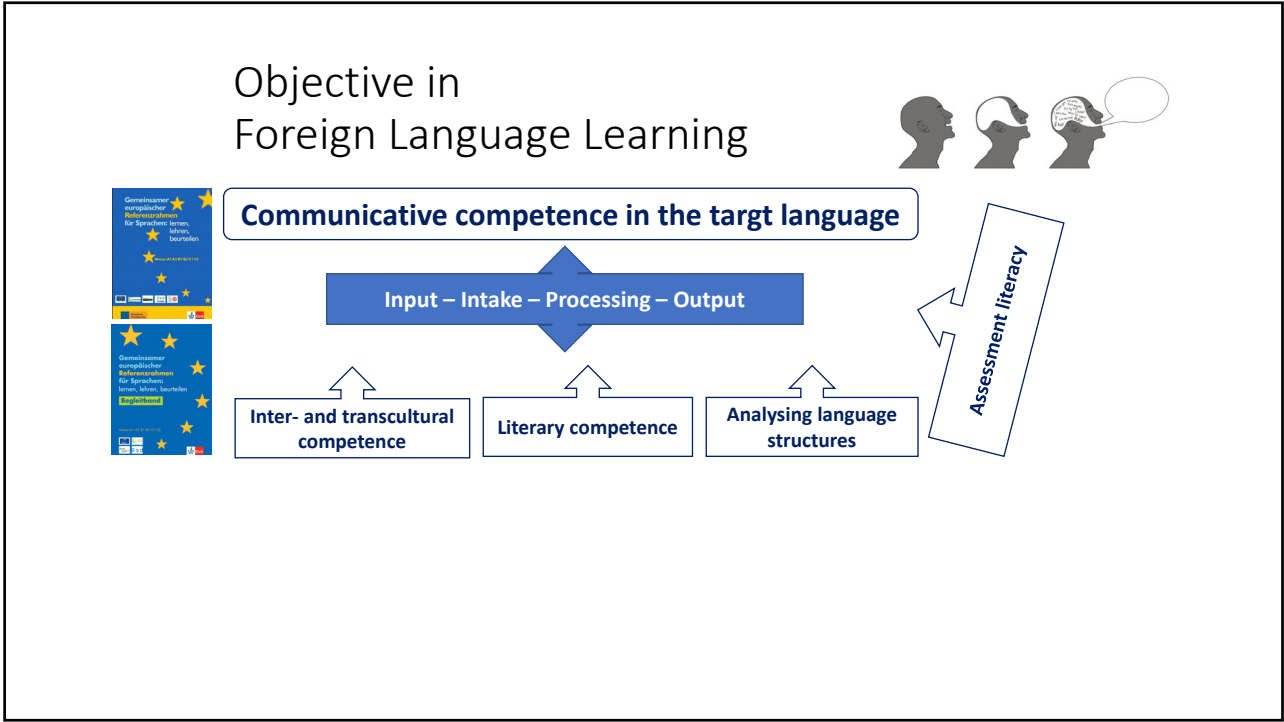 Objective in
Foreign Language Learning
Gemeinsamer
europäischer
Referenzrahmen
für Sprachen: lernen,
lehren,
beurteilen
Communicative competence in the targt language
Input – Intake – Processing – Output
Assessment literacy
Gemeinsamer
europäischer
Referenzrahmen
für Sprachen:
lernen, lehren, beurteilen
Begleitband
Inter- and transcultural
competence
Literary competence
Analysing language
structures